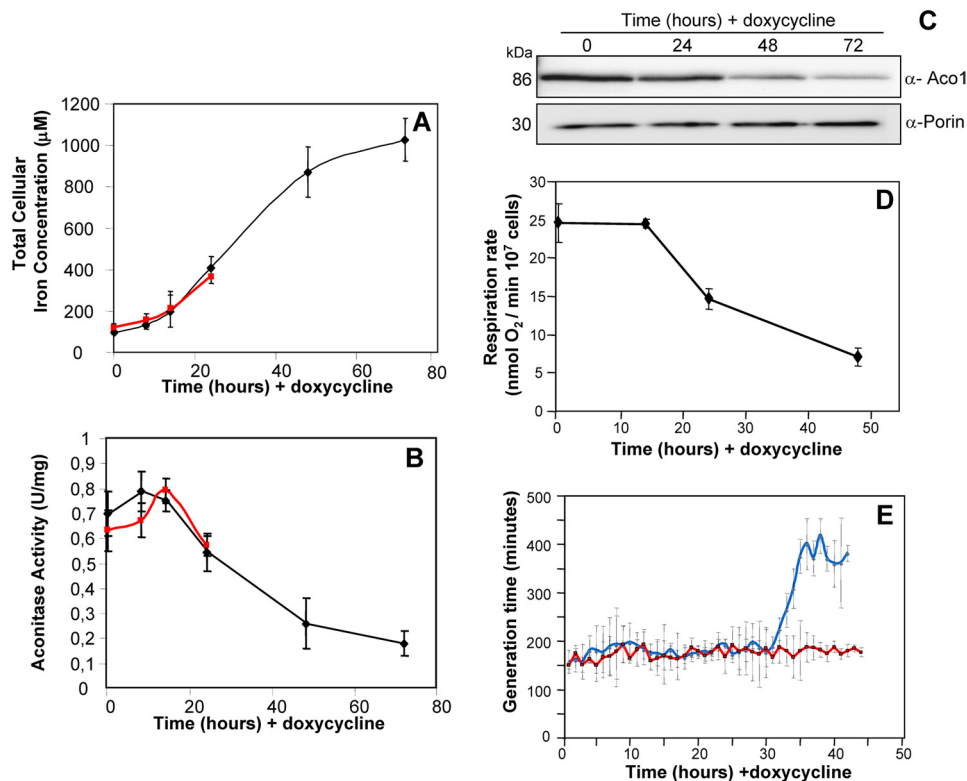 A
1200
1000
800
600
400
200
0
0 20 40 60 80
Total Cellular
Iron Concentration (μM)
Time (hours) + doxycycline
B
1
0,9
0,8
0,7
0,6
0,5
0,4
0,3
0,2
0,1
0
0 20 40 60 80
Aconitase Activity (U/mg)
Time (hours) + doxycycline
Time (hours) + doxycycline
C
kDa 0 24 48 72
86 α- Aco1
30 α-Porin
D
30
25
20
15
10
5
0
0 10 20 30 40 50
Respiration rate
(nmol O₂ / min 10⁷ cells)
Time (hours) + doxycycline
E
500
400
300
200
100
0
0 10 20 30 40 50
Generation time (minutes)
Time (hours) +doxycycline